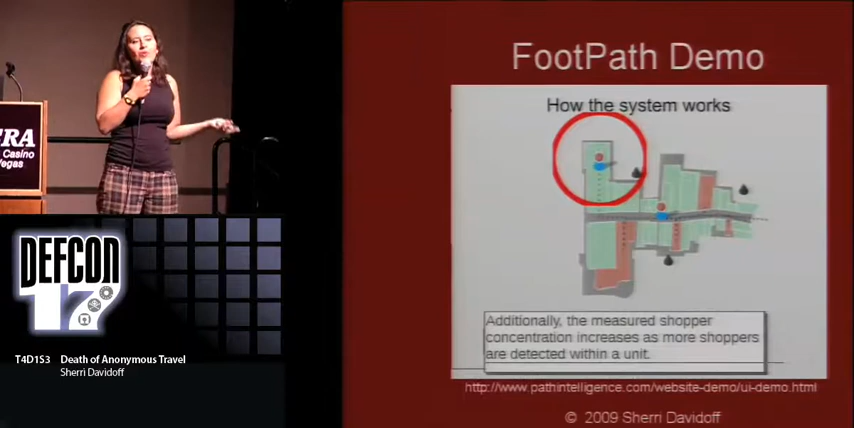 FRA
Casino
Vegas
DEFCON
17
T4D1S3 Death of Anonymous Travel
Sherri Davidoff
FootPath Demo
How the system works
Additionally, the measured shopper
concentration increases as more shoppers
are detected within a unit.
http://www.pathintelligence.com/website-demo/ui-demo.html
© 2009 Sherri Davidoff